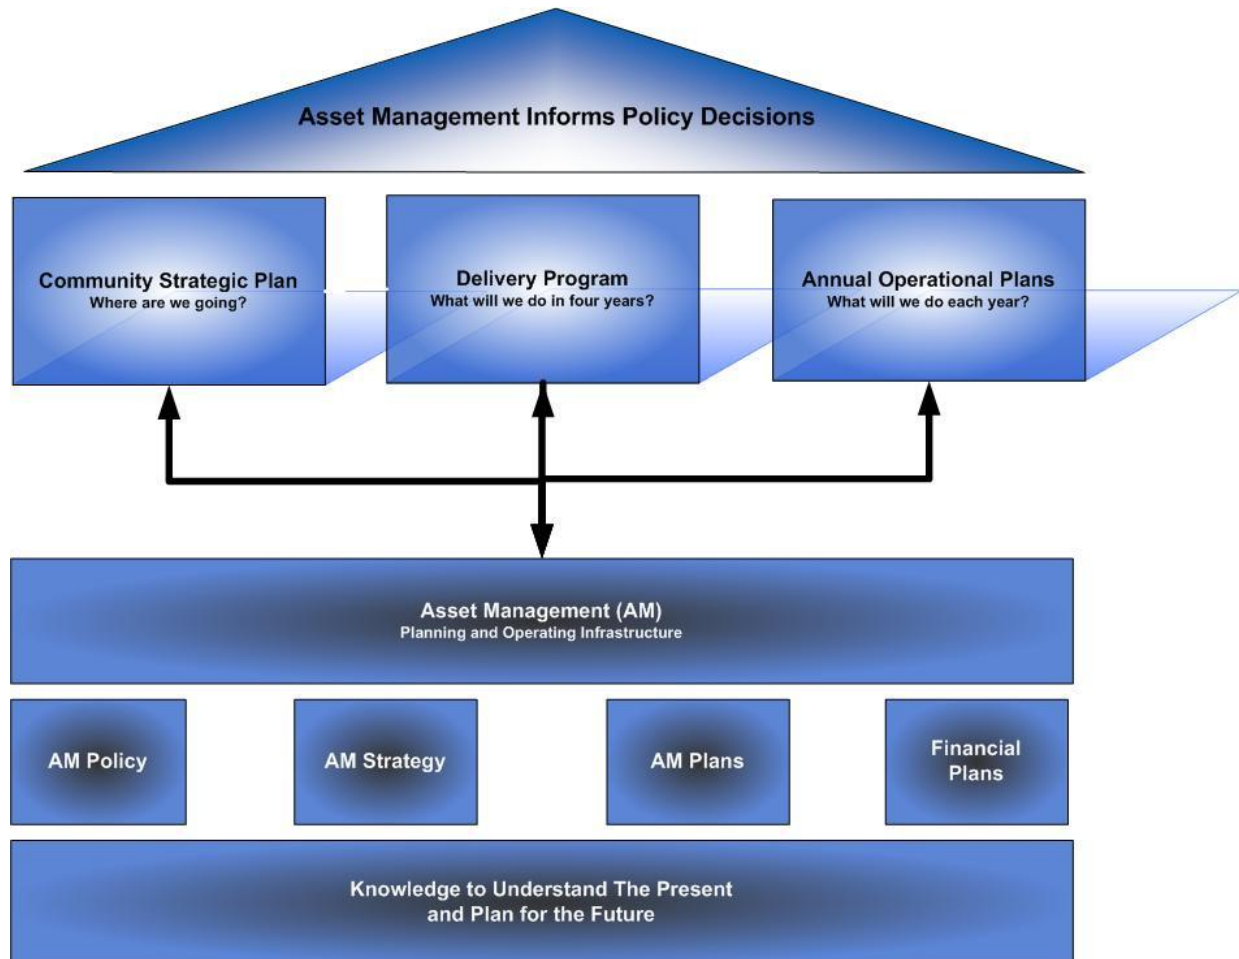 Asset Management Informs Policy Decisions
Community Strategic Plan
Where are we going?
Delivery Program
What will we do in four years?
Annual Operational Plans
What will we do each year?
Asset Management (AM)
Planning and Operating Infrastructure
AM Policy
AM Strategy
AM Plans
Financial
Plans
Knowledge to Understand The Present
and Plan for the Future